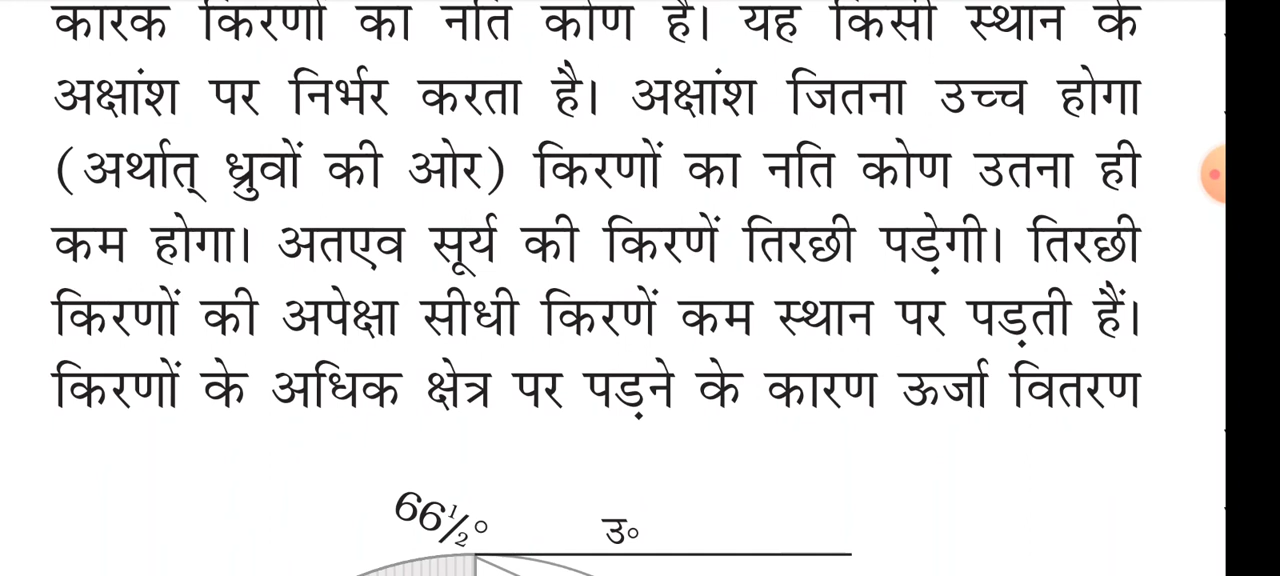 कारक किरणों का नति कोण है। यह किसी स्थान के
अक्षांश पर निर्भर करता है। अक्षांश जितना उच्च होगा
(अर्थात् ध्रुवों की ओर) किरणों का नति कोण उतना ही
कम होगा। अतएव सूर्य की किरणें तिरछी पड़ेगी। तिरछी
किरणों की अपेक्षा सीधी किरणें कम स्थान पर पड़ती हैं।
किरणों के अधिक क्षेत्र पर पड़ने के कारण ऊर्जा वितरण
66½°
उ॰